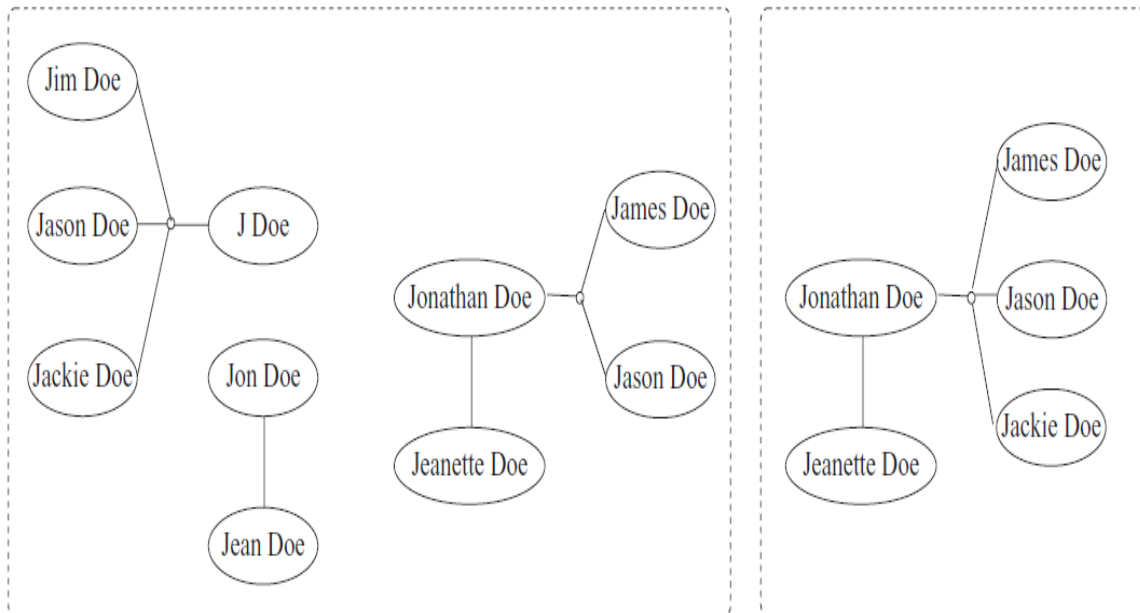 Jim Doe
Jason Doe
J Doe
Jackie Doe
Jon Doe
Jean Doe
James Doe
Jonathan Doe
Jason Doe
Jeanette Doe
James Doe
Jonathan Doe
Jason Doe
Jackie Doe
Jeanette Doe